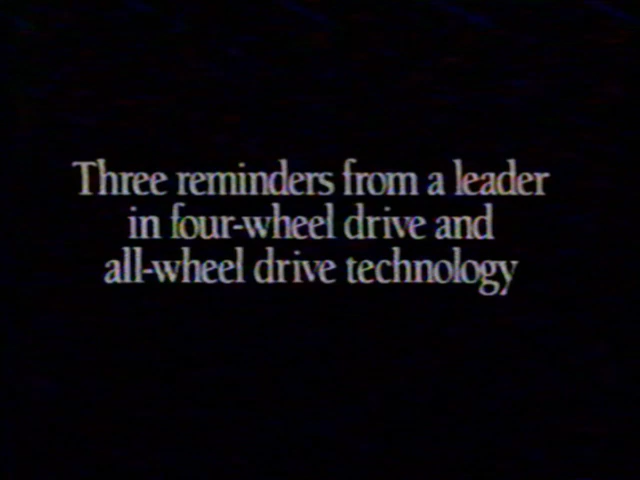 Three reminders from a leader
in four-wheel drive and
all-wheel drive technology